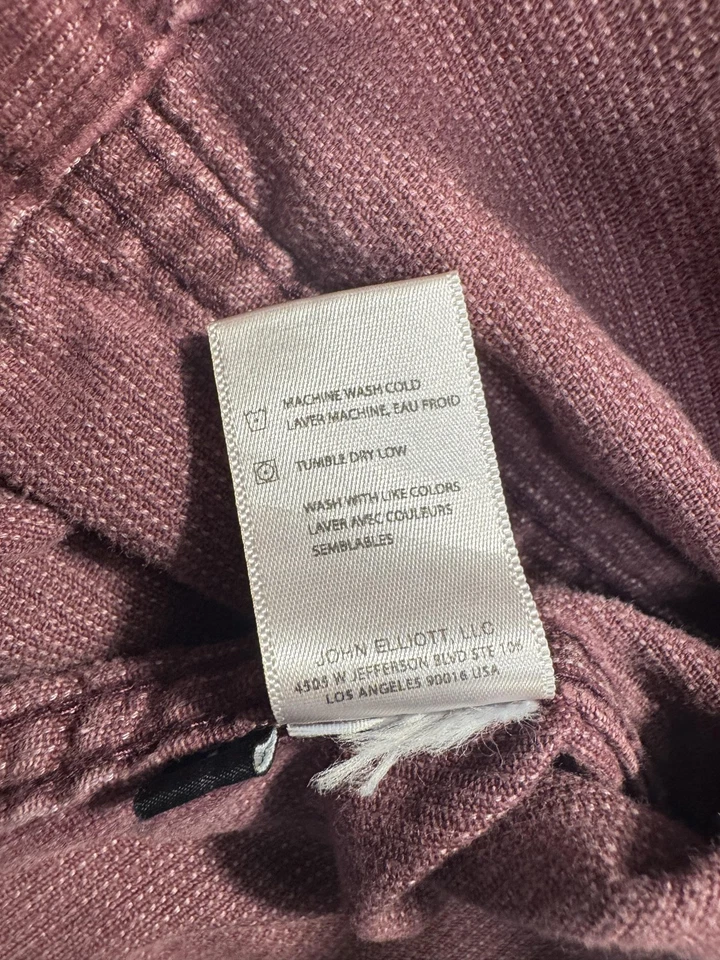 MACHINE WASH COLD
LAVER MACHINE, EAU FROID
TUMBLE DRY LOW
WASH WITH LIKE COLORS
LAVER AVEC COULEURS
SEMBLABLES
JOHN ELLIOTT, LLC
4505 W JEFFERSON BLVD STE 106
LOS ANGELES 90016 USA